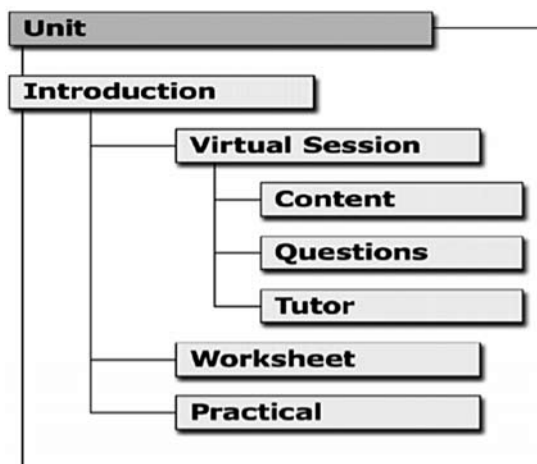 Unit
Introduction
Virtual Session
Content
Questions
Tutor
Worksheet
Practical